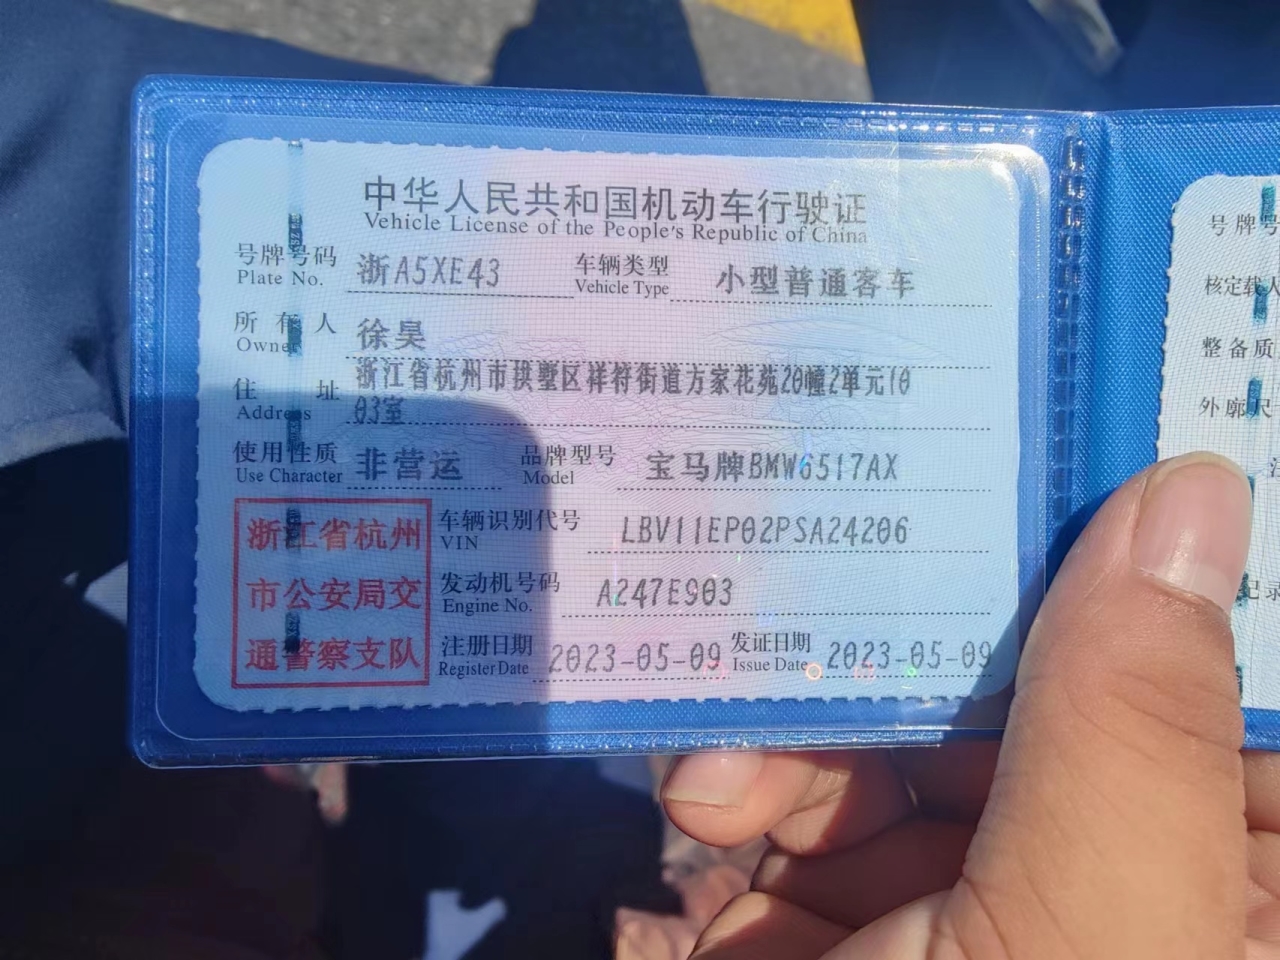 中华人民共和国机动车行驶证
Vehicle License of the People's Republic of China
号牌号码 浙A5XE43 车辆类型 小型普通客车
Plate No. Vehicle Type
所有人 徐昊
Owner
住址 浙江省杭州市拱墅区祥符街道方家花苑20幢2单元10
Address 03室
使用性质 非营运 品牌型号 宝马牌BMW6517AX
Use Character Model
浙江省杭州
市公安局交
通警察支队
车辆识别代号 LBV11EP02PSA24206
VIN
发动机号码 A247E903
Engine No.
注册日期 2023-05-09 发证日期 2023-05-09
Register Date Issue Date
号牌号
核定载人
整备质
外廓尺
记录